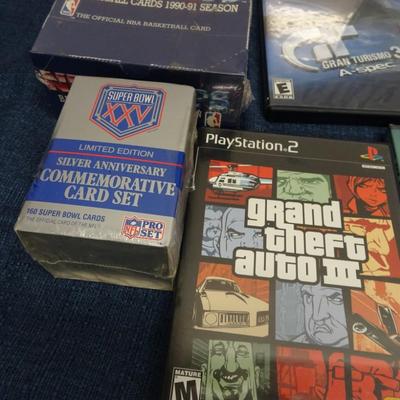 BALL CARDS 1990-91 SEASON
THE OFFICIAL NBA BASKETBALL CARD
SUPER BOWL
XXV
LIMITED EDITION
SILVER ANNIVERSARY
COMMEMORATIVE
CARD SET
160 SUPER BOWL CARDS
THE OFFICIAL CARD OF THE NFL
NFL
PRO
SET
GT
GRAN TURISMO 3
A-spec
E
PlayStation 2
grand
theft
auto III
M